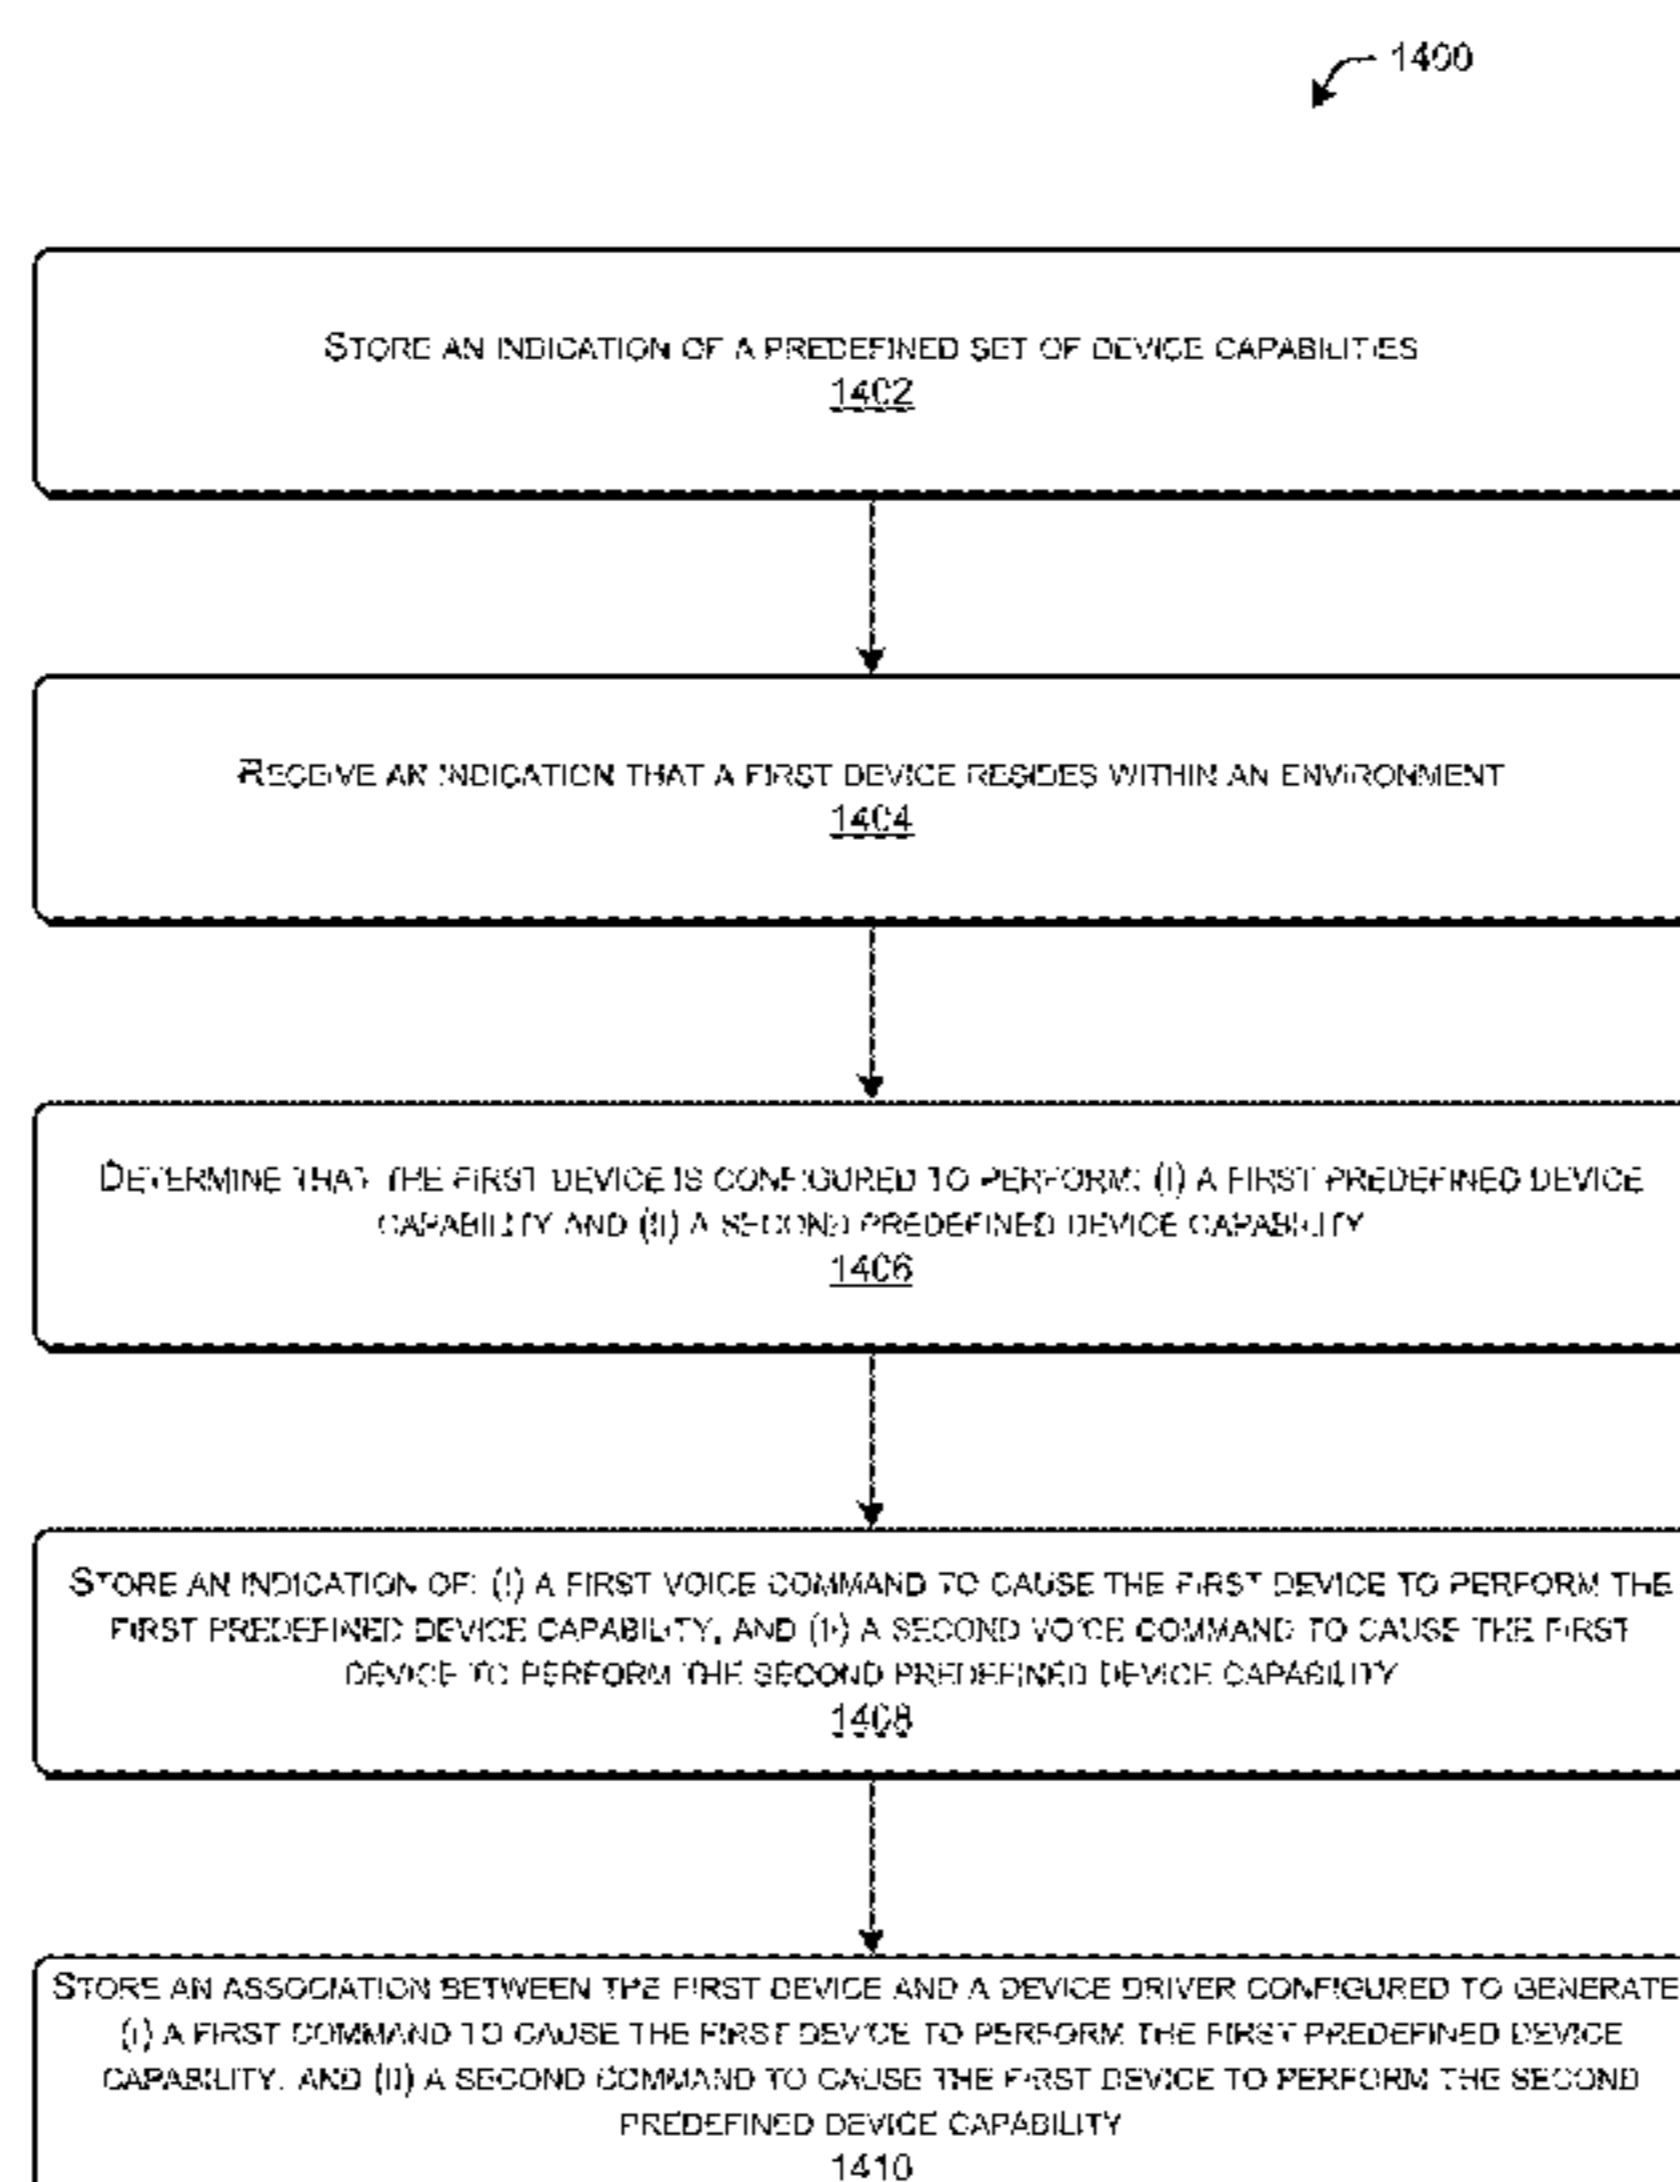 1400
STORE AN INDICATION OF A PREDEFINED SET OF DEVICE CAPABILITIES
1402
RECEIVE AN INDICATION THAT A FIRST DEVICE RESIDES WITHIN AN ENVIRONMENT
1404
DETERMINE THAT THE FIRST DEVICE IS CONFIGURED TO PERFORM: (I) A FIRST PREDEFINED DEVICE
CAPABILITY AND (II) A SECOND PREDEFINED DEVICE CAPABILITY
1406
STORE AN INDICATION OF: (I) A FIRST VOICE COMMAND TO CAUSE THE FIRST DEVICE TO PERFORM THE
FIRST PREDEFINED DEVICE CAPABILITY, AND (II) A SECOND VOICE COMMAND TO CAUSE THE FIRST
DEVICE TO PERFORM THE SECOND PREDEFINED DEVICE CAPABILITY
1408
STORE AN ASSOCIATION BETWEEN THE FIRST DEVICE AND A DEVICE DRIVER CONFIGURED TO GENERATE
(I) A FIRST COMMAND TO CAUSE THE FIRST DEVICE TO PERFORM THE FIRST PREDEFINED DEVICE
CAPABILITY, AND (II) A SECOND COMMAND TO CAUSE THE FIRST DEVICE TO PERFORM THE SECOND
PREDEFINED DEVICE CAPABILITY
1410